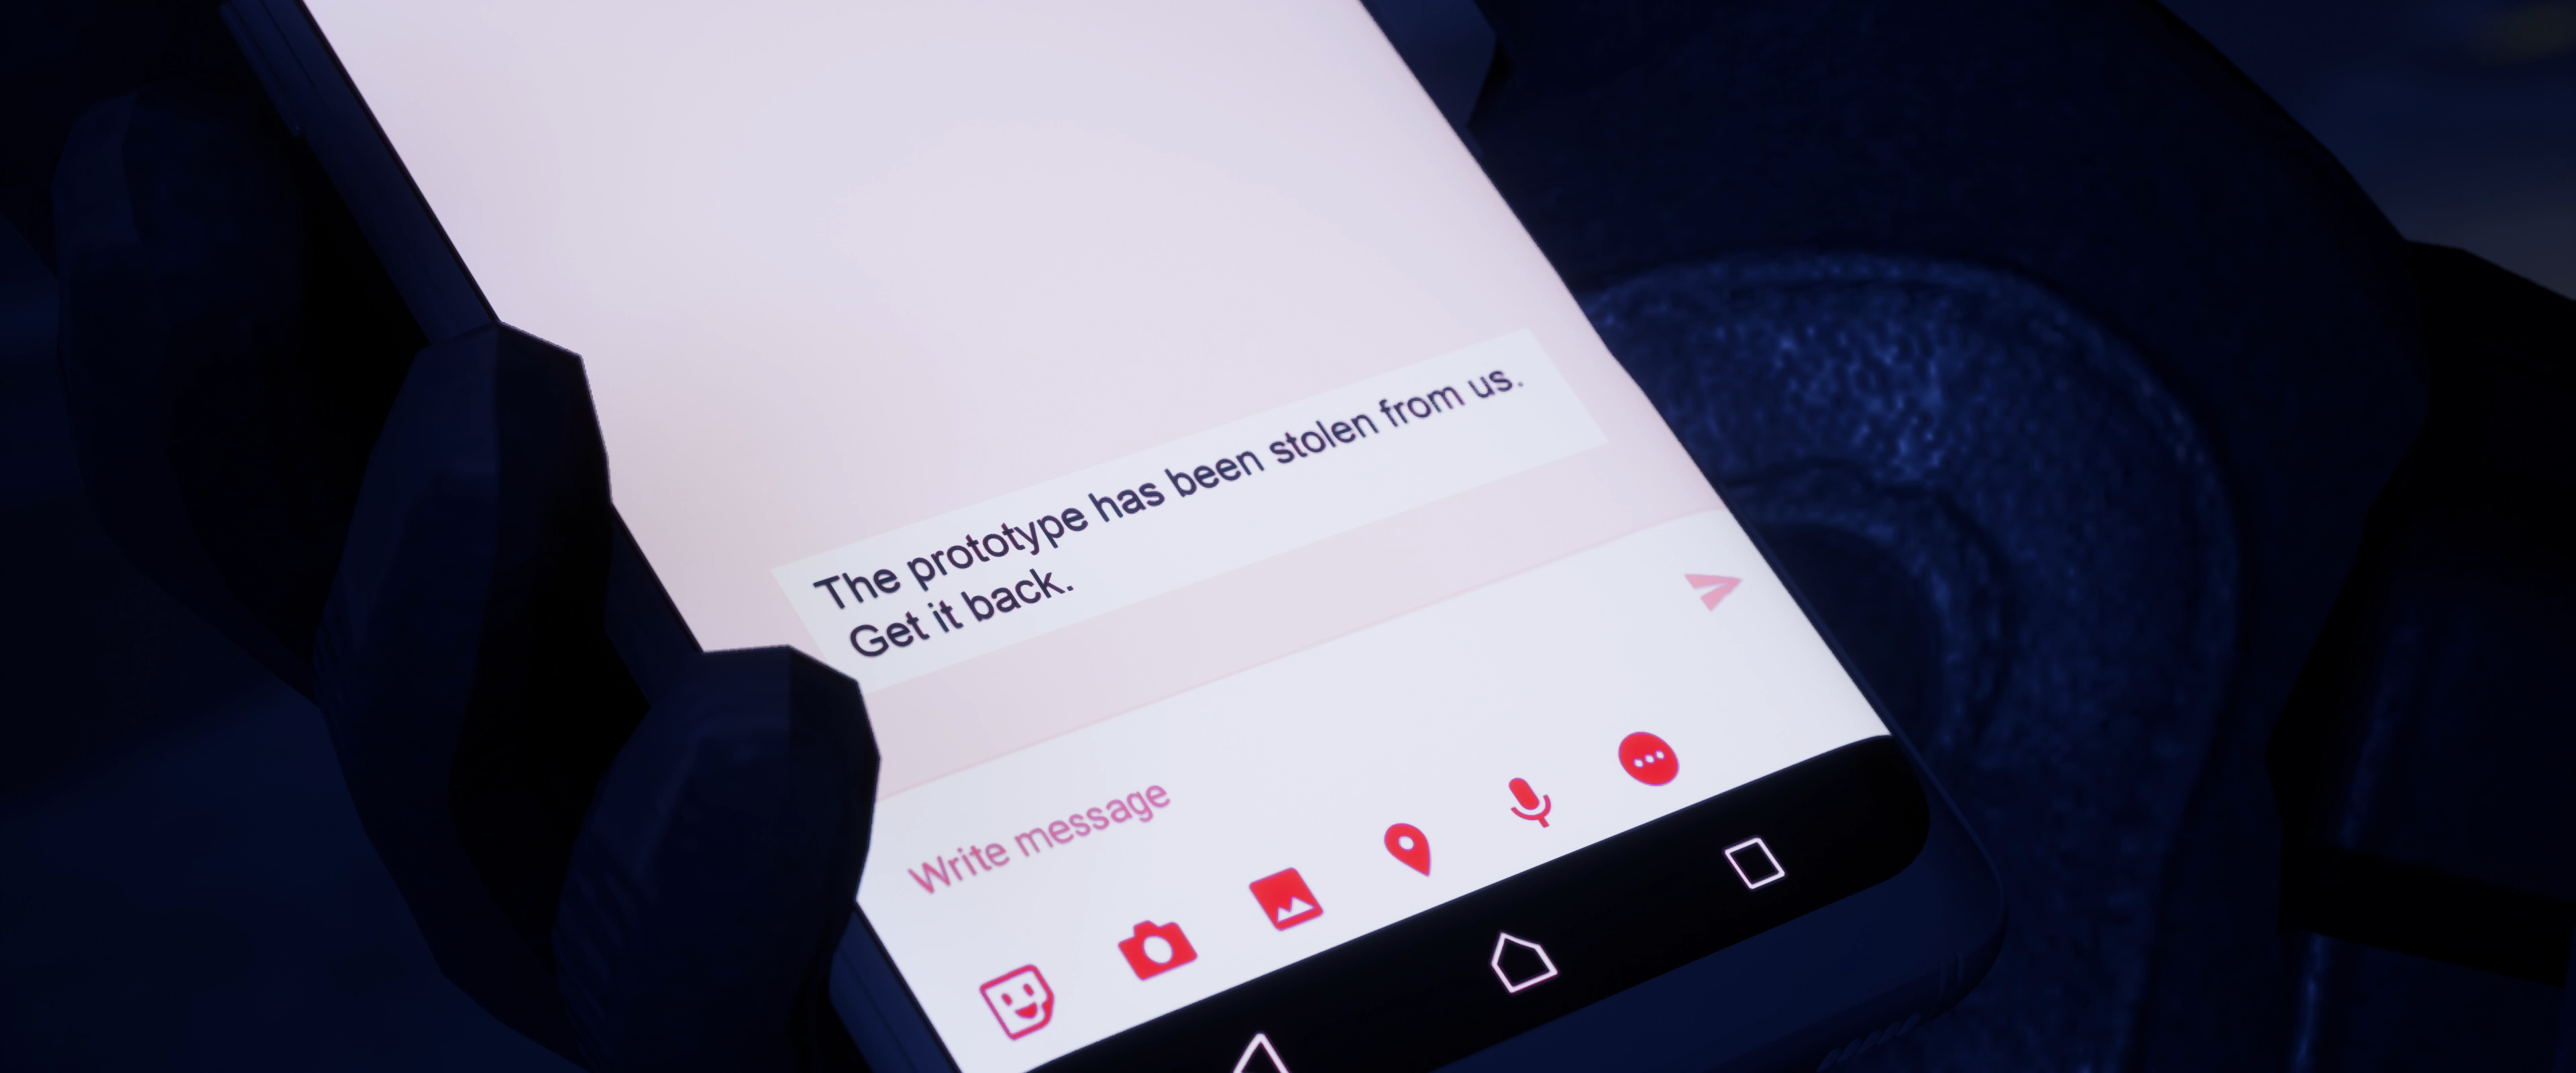 The prototype has been stolen from us.
Get it back.
Write message